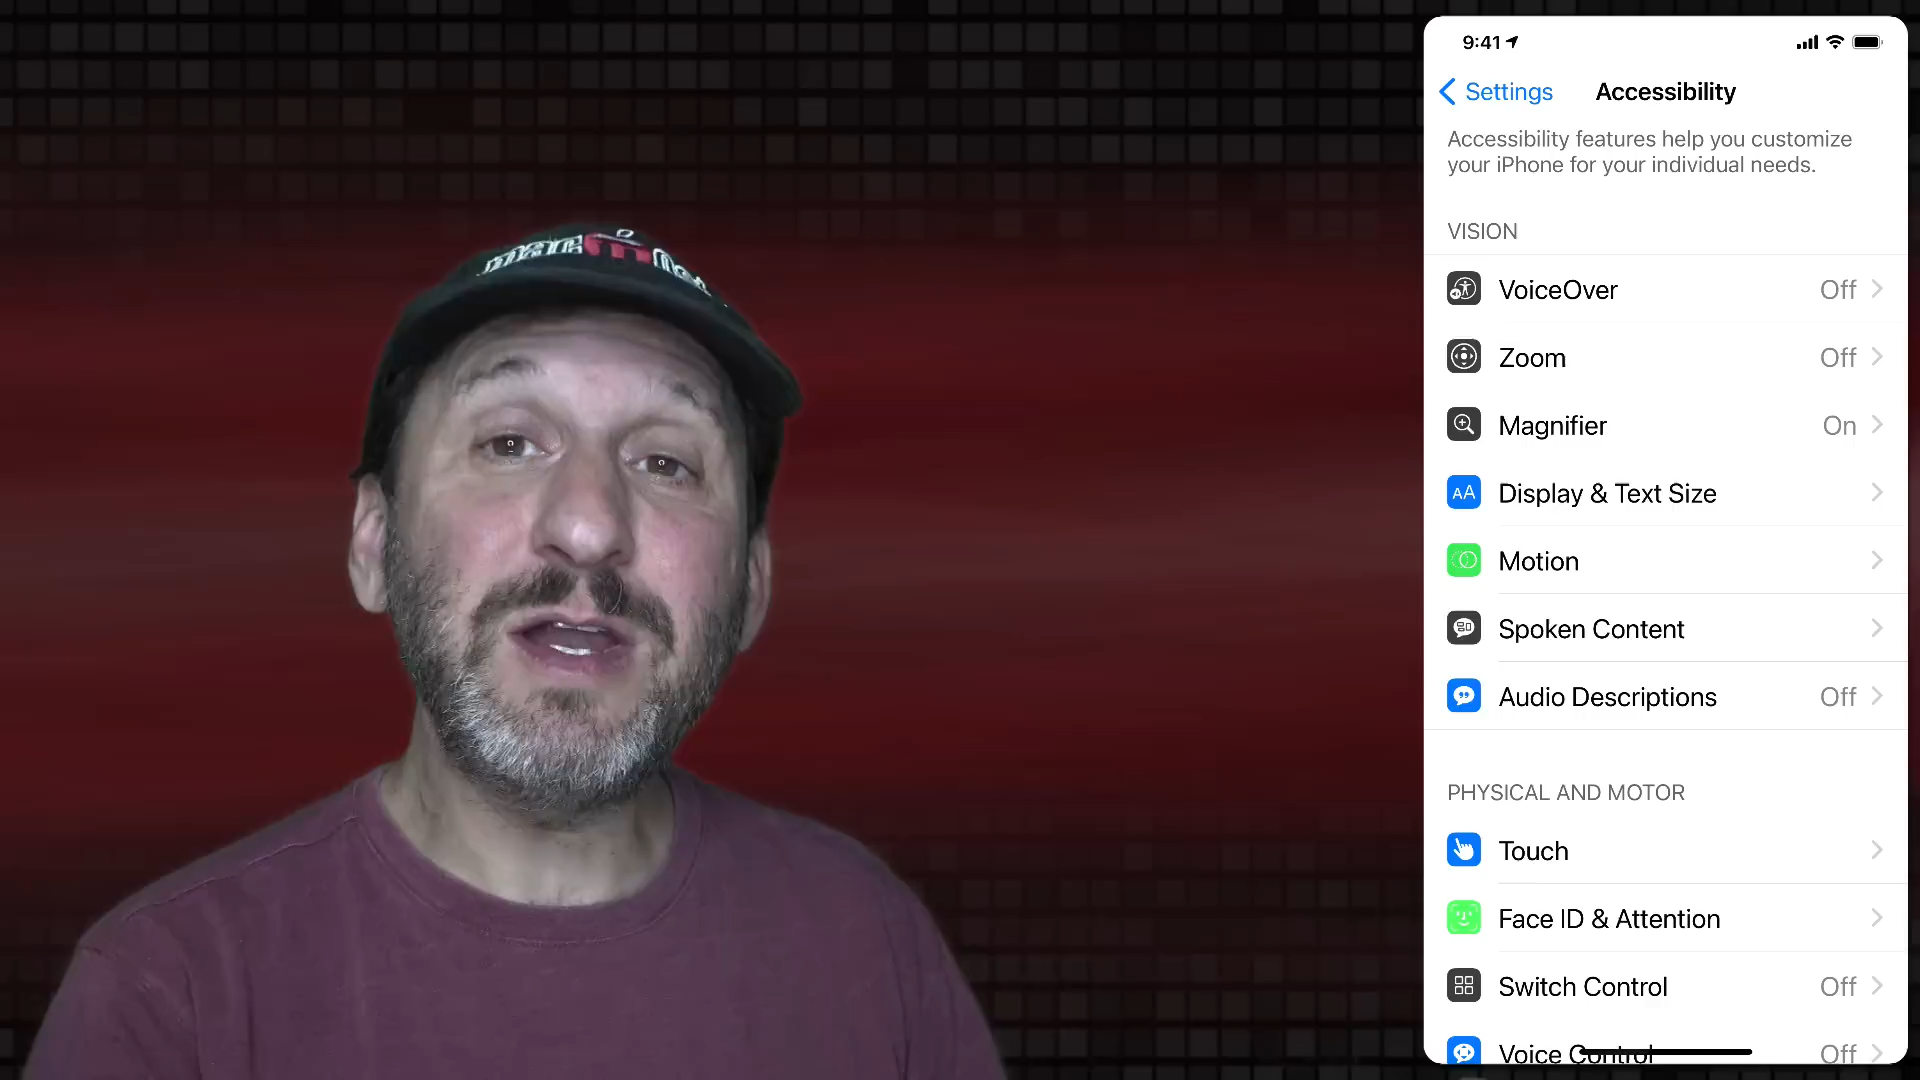 9:41
Settings
Accessibility
Accessibility features help you customize
your iPhone for your individual needs.
VISION
VoiceOver Off
Zoom Off
Magnifier On
AA Display & Text Size
Motion
Spoken Content
Audio Descriptions Off
PHYSICAL AND MOTOR
Touch
Face ID & Attention
Switch Control Off
Voice Control Off